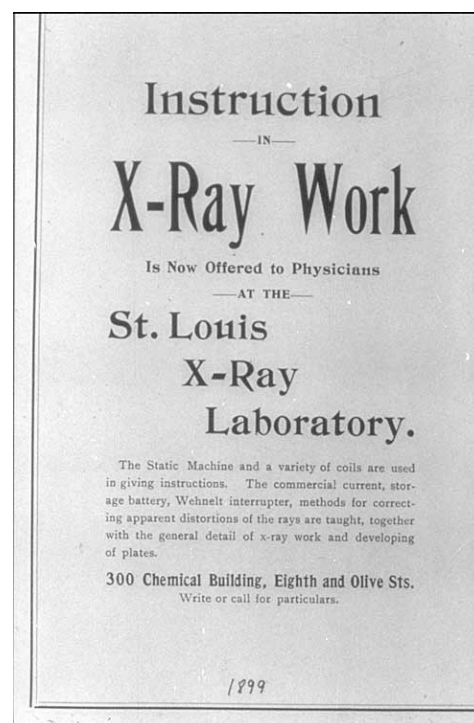 Instruction
—IN—
X-Ray Work
Is Now Offered to Physicians
—AT THE—
St. Louis
X-Ray
Laboratory.
The Static Machine and a variety of coils are used
in giving instructions. The commercial current, stor-
age battery, Wehnelt interrupter, methods for correct-
ing apparent distortions of the rays are taught, together
with the general detail of x-ray work and developing
of plates.
300 Chemical Building, Eighth and Olive Sts.
Write or call for particulars.
1899